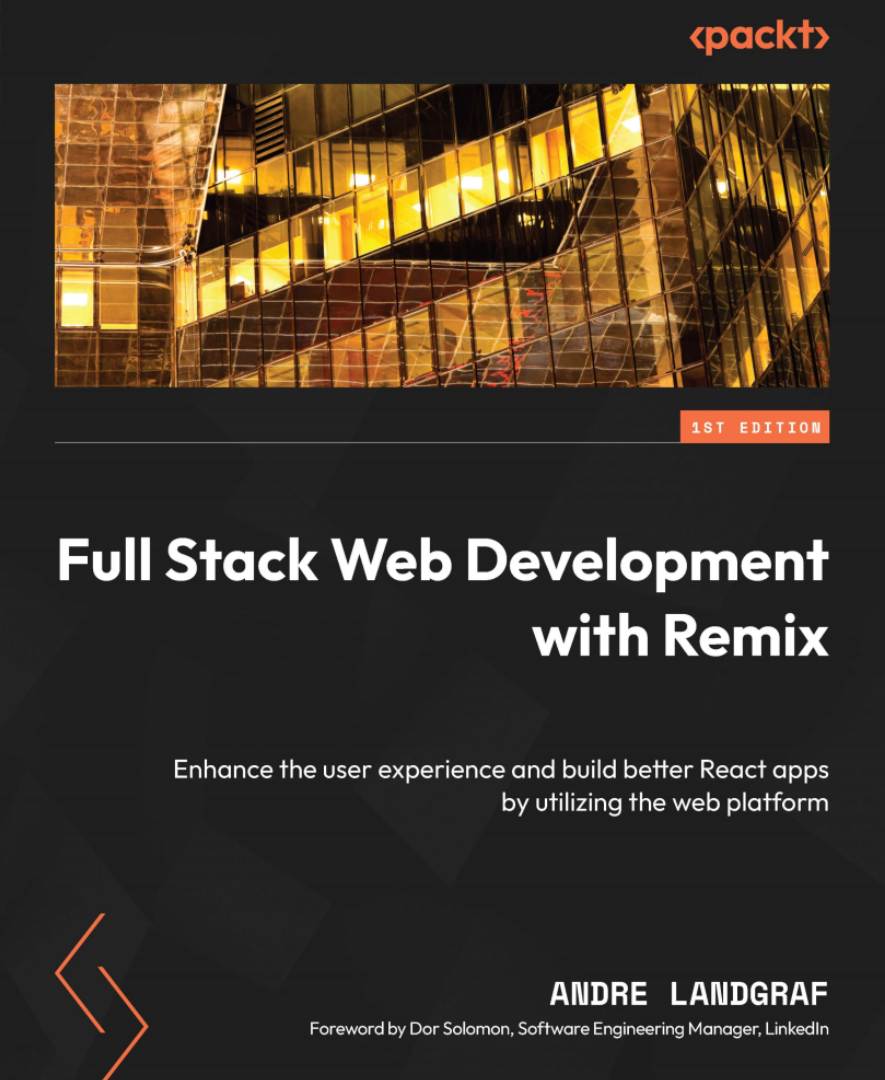 <packt>
1ST EDITION
Full Stack Web Development
with Remix
Enhance the user experience and build better React apps
by utilizing the web platform
ANDRE LANDGRAF
Foreword by Dor Solomon, Software Engineering Manager, LinkedIn